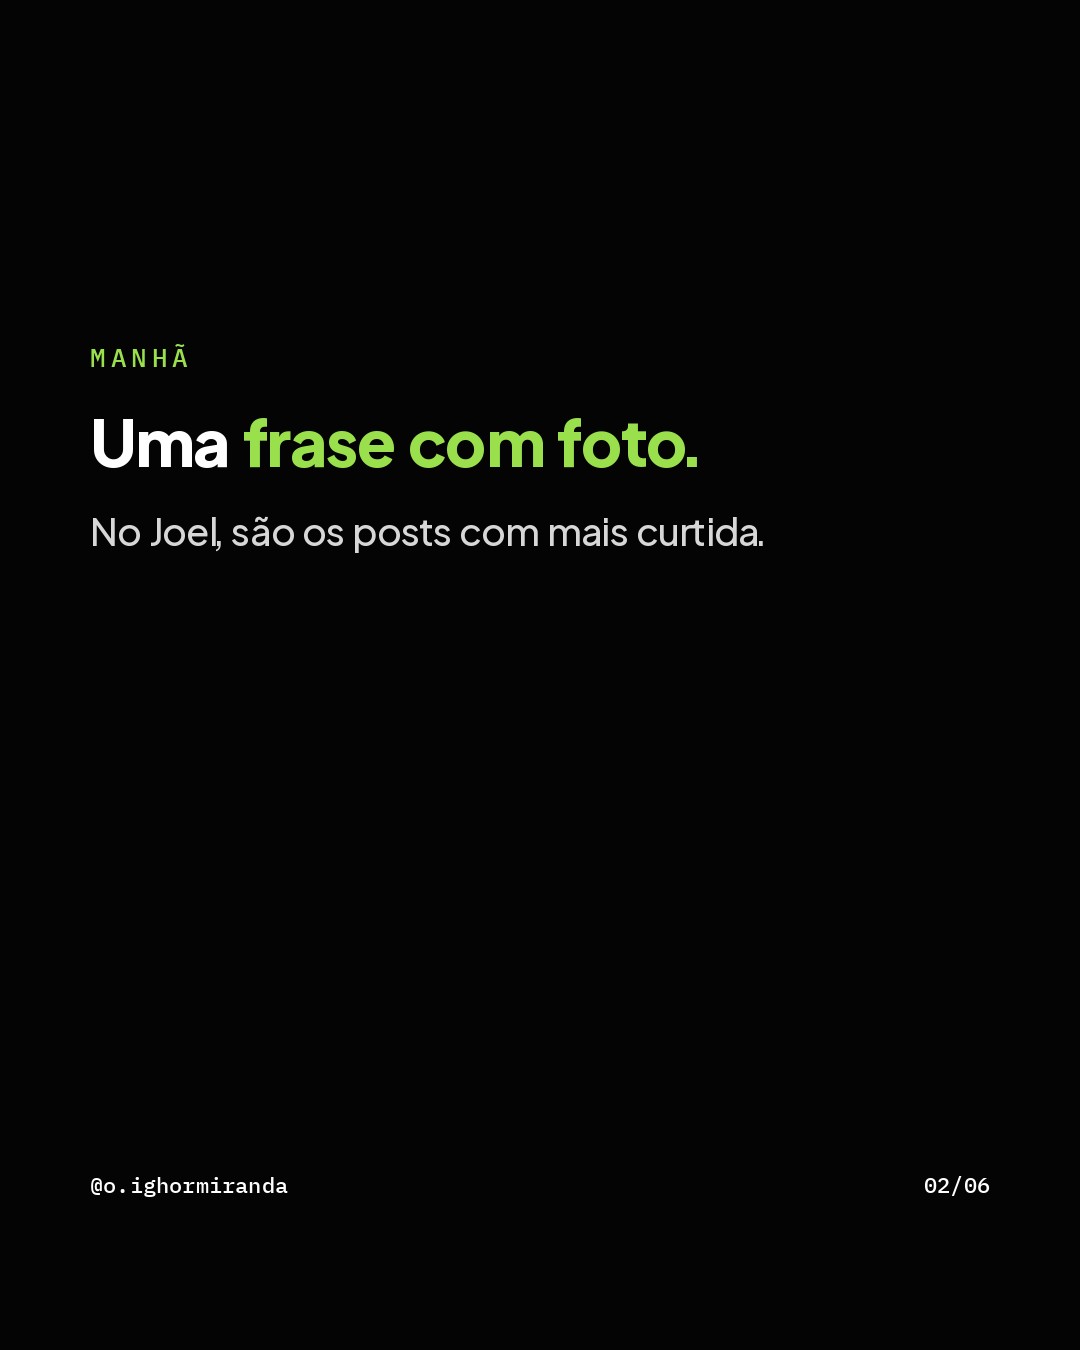 MANHÃ
Uma frase com foto.
No Joel, são os posts com mais curtida.
@o.ighormiranda
02/06